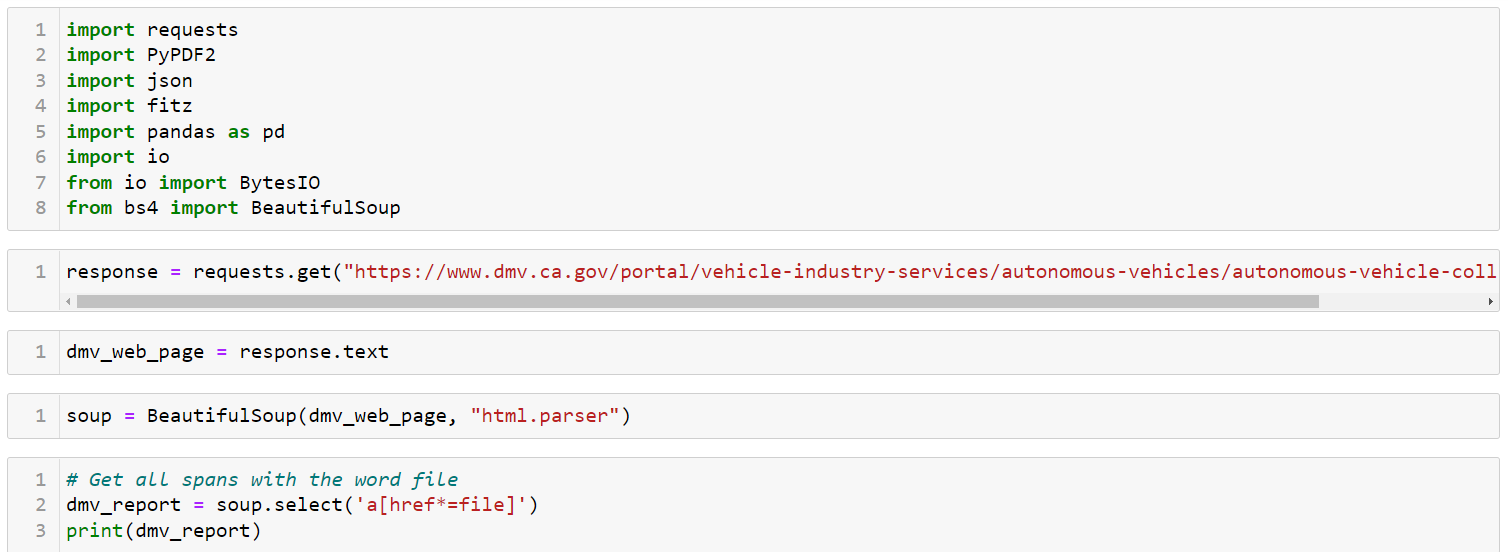 1 import requests
2 import PyPDF2
3 import json
4 import fitz
5 import pandas as pd
6 import io
7 from io import BytesIO
8 from bs4 import BeautifulSoup
1 response = requests.get("https://www.dmv.ca.gov/portal/vehicle-industry-services/autonomous-vehicles/autonomous-vehicle-coll
1 dmv_web_page = response.text
1 soup = BeautifulSoup(dmv_web_page, "html.parser")
1 # Get all spans with the word file
2 dmv_report = soup.select('a[href*=file]')
3 print(dmv_report)